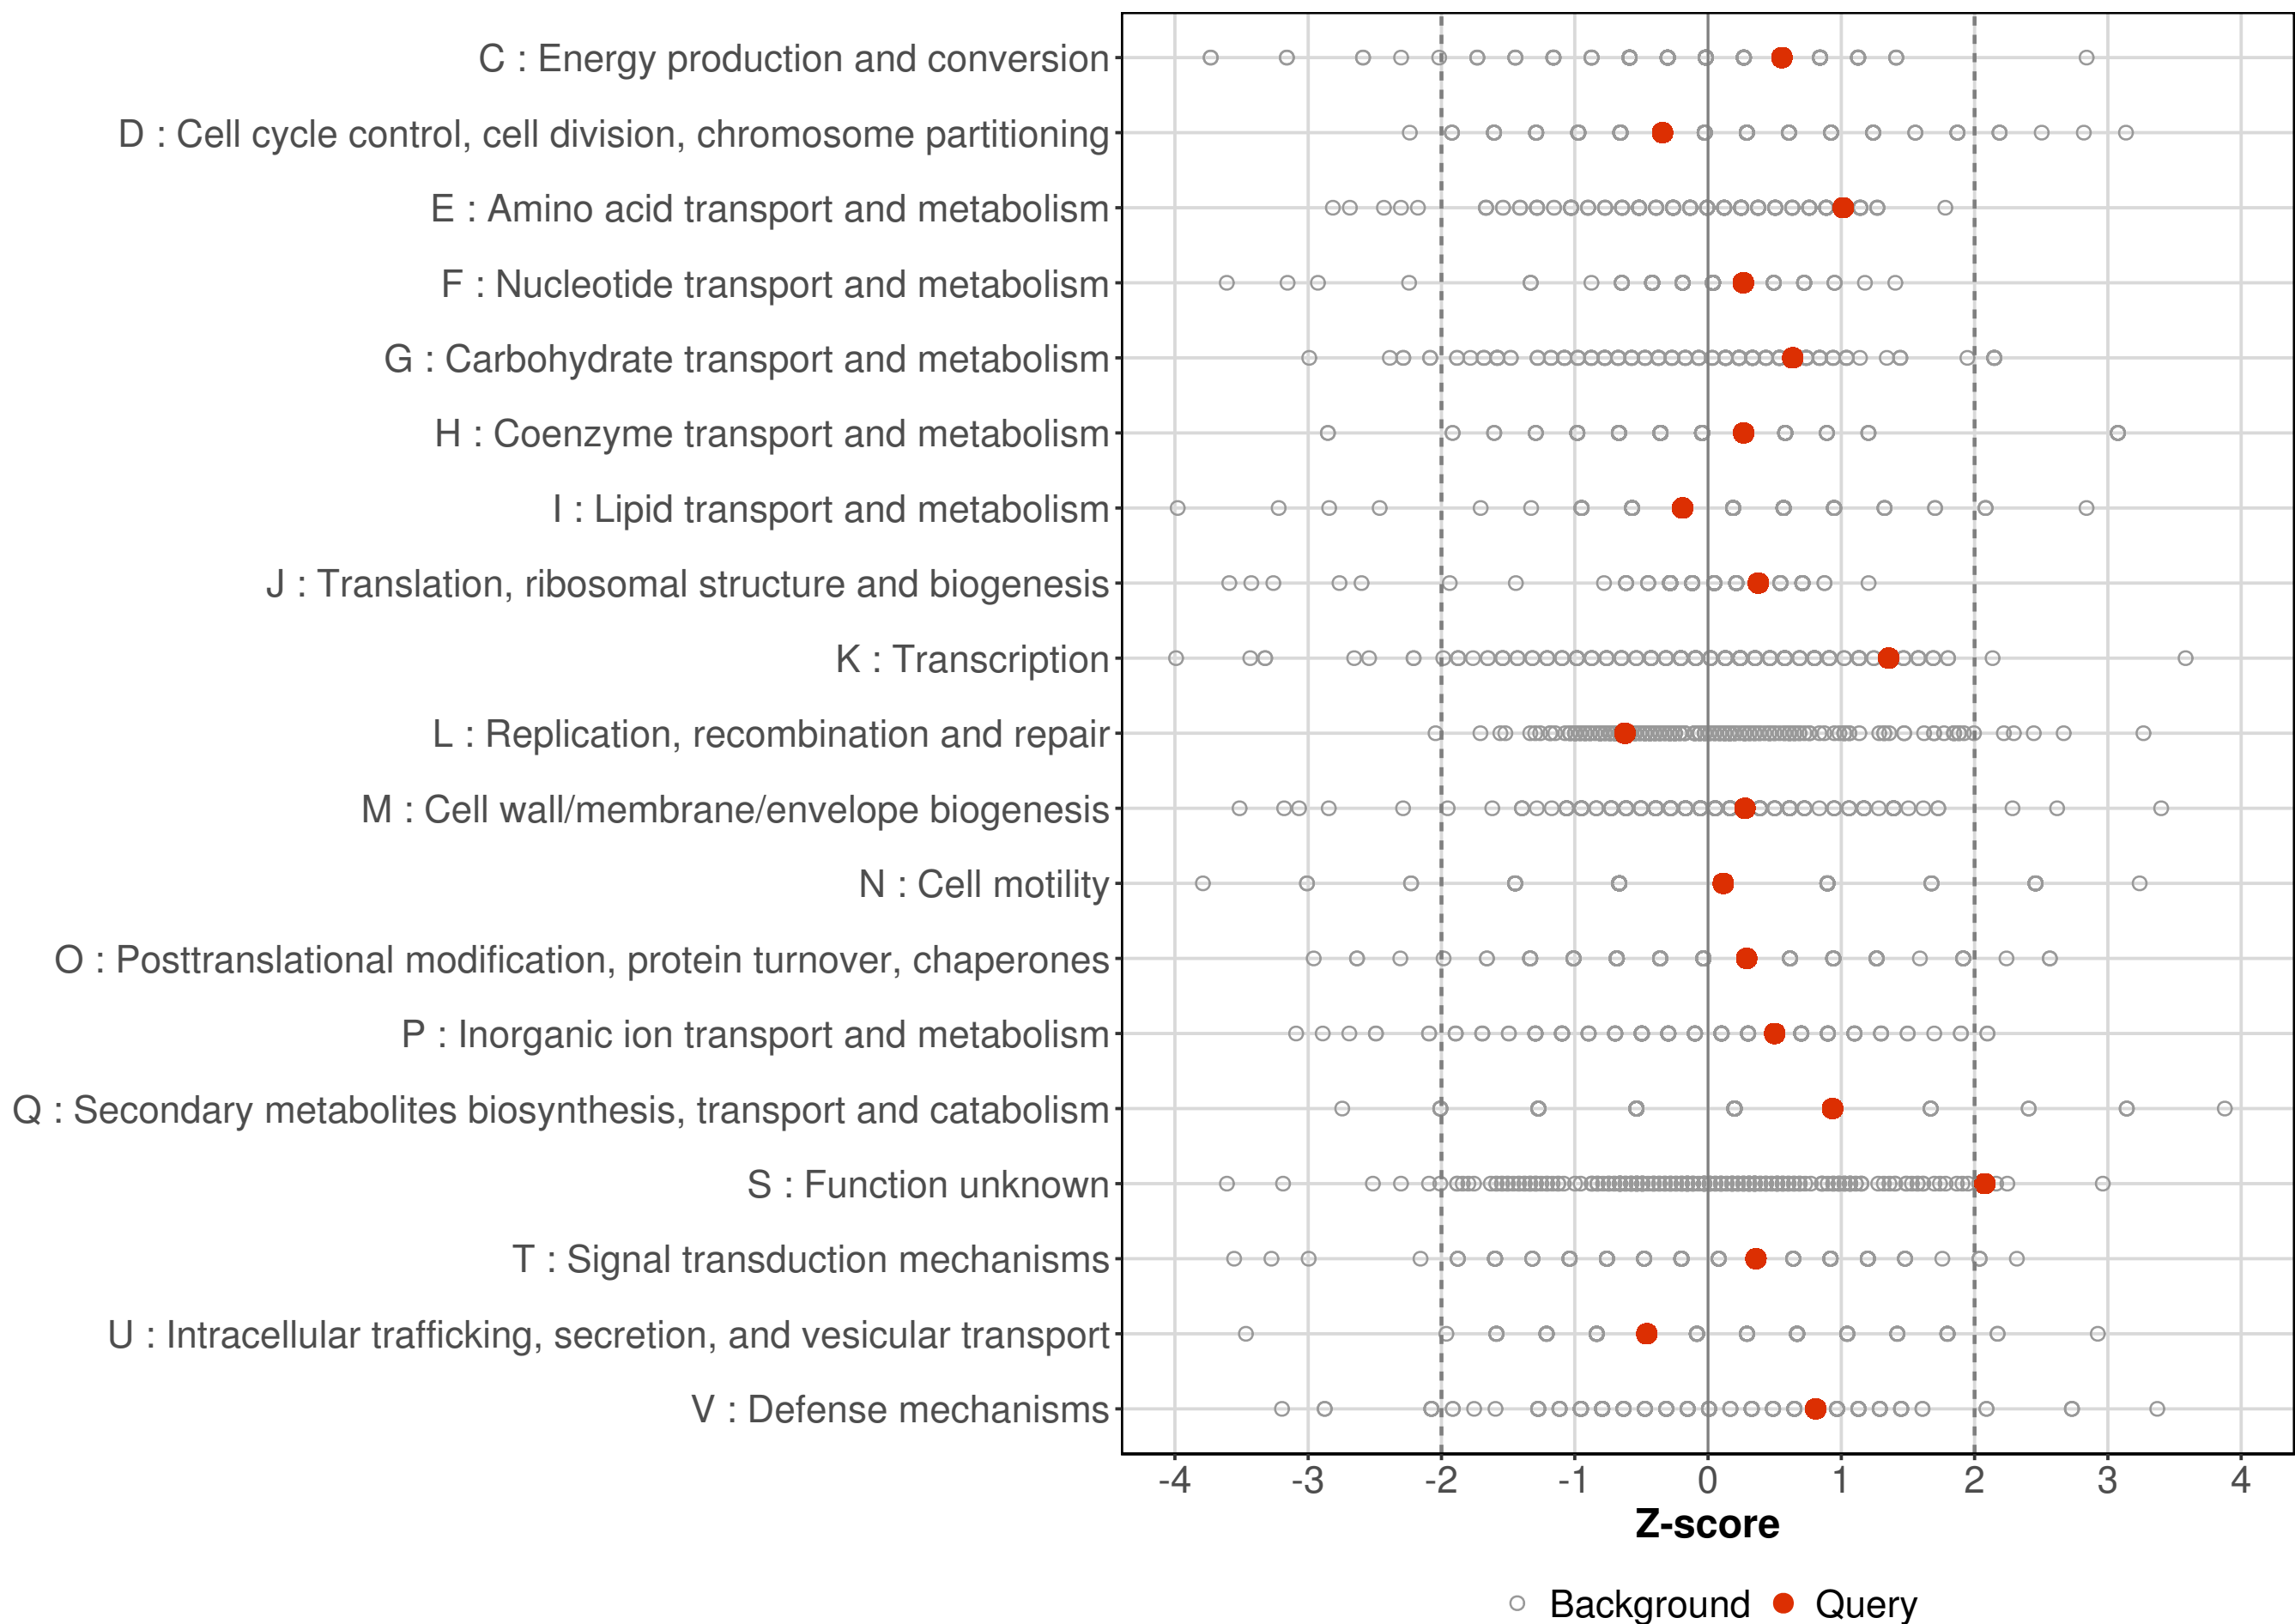 C : Energy production and conversion
D : Cell cycle control, cell division, chromosome partitioning
E : Amino acid transport and metabolism
F : Nucleotide transport and metabolism
G : Carbohydrate transport and metabolism
H : Coenzyme transport and metabolism
I : Lipid transport and metabolism
J : Translation, ribosomal structure and biogenesis
K : Transcription
L : Replication, recombination and repair
M : Cell wall/membrane/envelope biogenesis
N : Cell motility
O : Posttranslational modification, protein turnover, chaperones
P : Inorganic ion transport and metabolism
Q : Secondary metabolites biosynthesis, transport and catabolism
S : Function unknown
T : Signal transduction mechanisms
U : Intracellular trafficking, secretion, and vesicular transport
V : Defense mechanisms
-4 -3 -2 -1 0 1 2 3 4
Z-score
Background Query